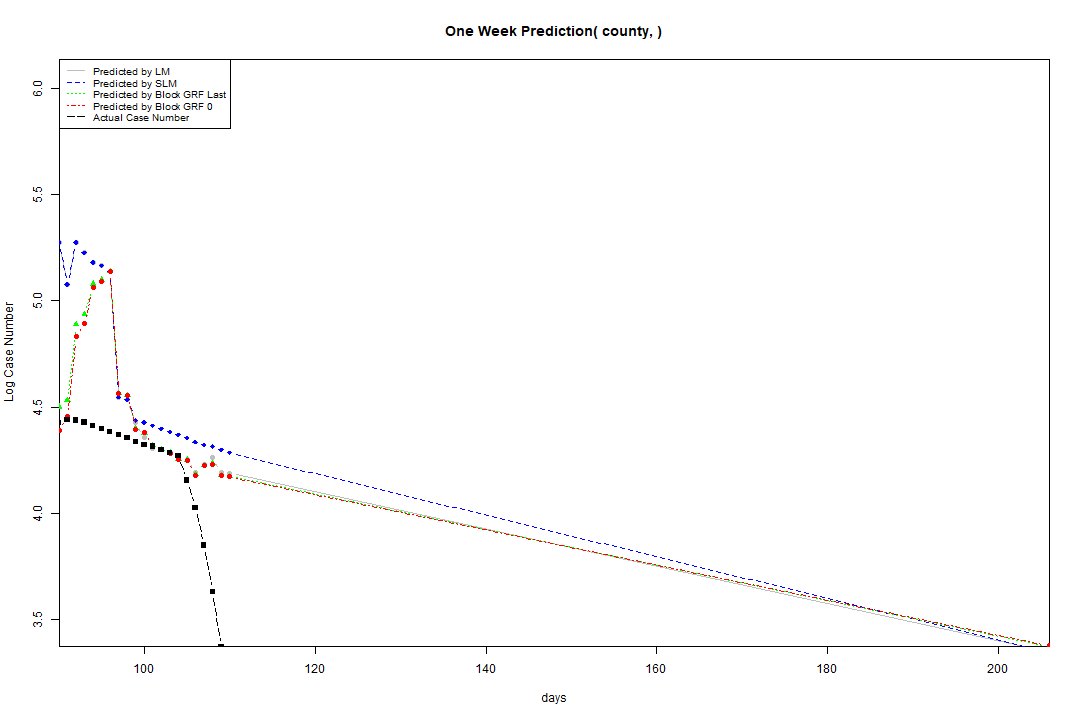 One Week Prediction( county, )
Predicted by LM
Predicted by SLM
Predicted by Block GRF Last
Predicted by Block GRF 0
Actual Case Number
6.0
5.5
5.0
4.5
4.0
3.5
Log Case Number
100 120 140 160 180 200
days